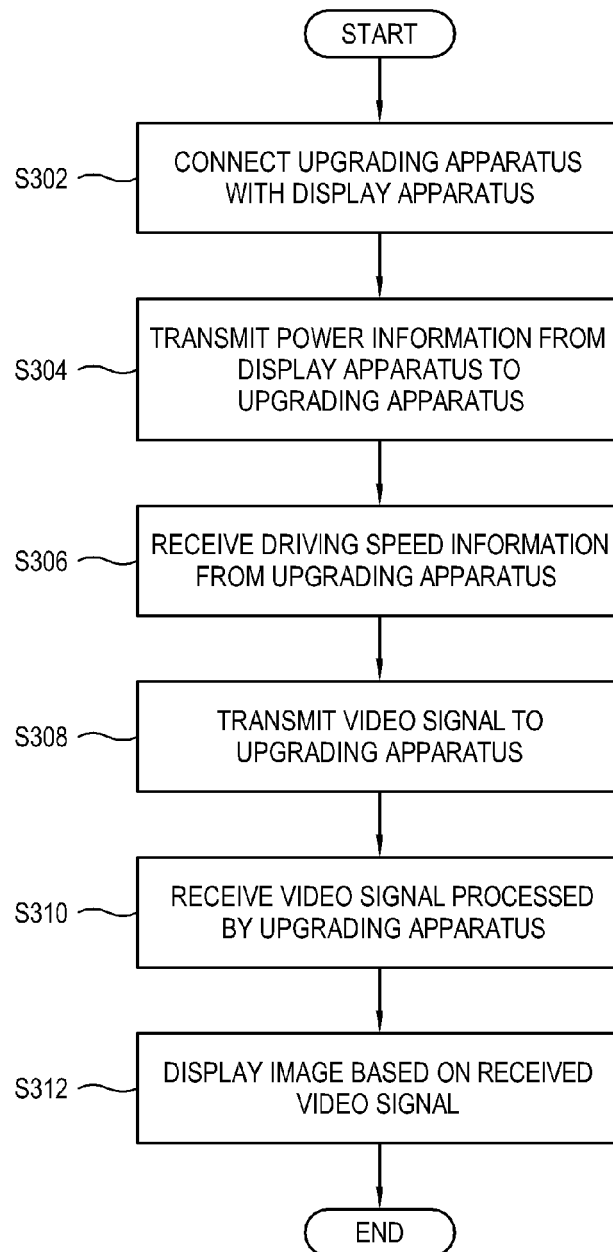 START
S302
CONNECT UPGRADING APPARATUS
WITH DISPLAY APPARATUS
S304
TRANSMIT POWER INFORMATION FROM
DISPLAY APPARATUS TO
UPGRADING APPARATUS
S306
RECEIVE DRIVING SPEED INFORMATION
FROM UPGRADING APPARATUS
S308
TRANSMIT VIDEO SIGNAL TO
UPGRADING APPARATUS
S310
RECEIVE VIDEO SIGNAL PROCESSED
BY UPGRADING APPARATUS
S312
DISPLAY IMAGE BASED ON RECEIVED
VIDEO SIGNAL
END